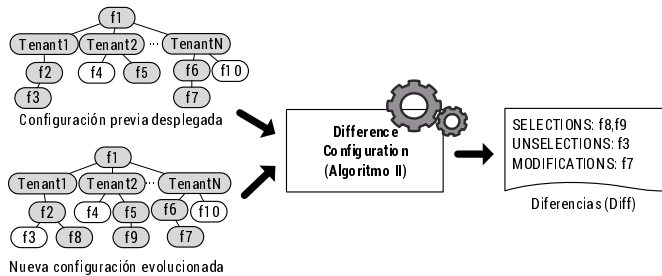 f1
Tenant1 Tenant2 ... TenantN
f2 f4 f5 f6 f10
f3 f7
Configuración previa desplegada
f1
Tenant1 Tenant2 ... TenantN
f2 f4 f5 f6 f10
f3 f8 f9 f7
Nueva configuración evolucionada
Difference
Configuration
(Algoritmo II)
SELECTIONS: f8,f9
UNSELECTIONS: f3
MODIFICATIONS: f7
Diferencias (Diff)